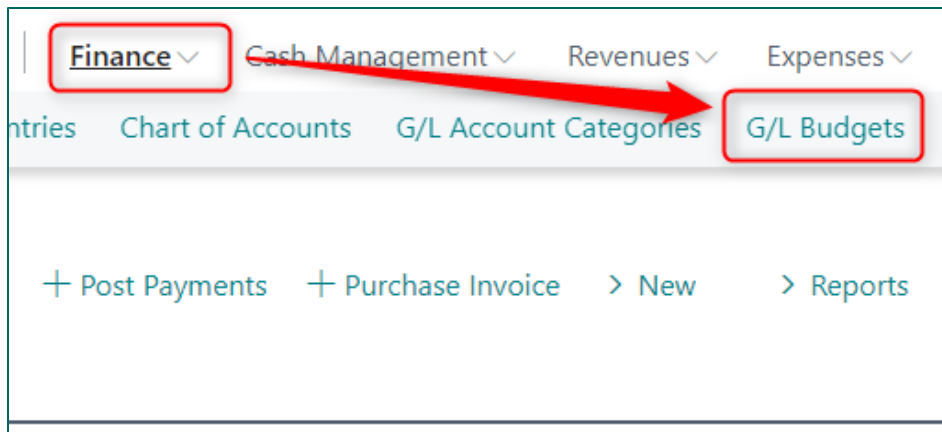 Finance Cash Management Revenues Expenses
ntries Chart of Accounts G/L Account Categories G/L Budgets
+ Post Payments + Purchase Invoice > New > Reports